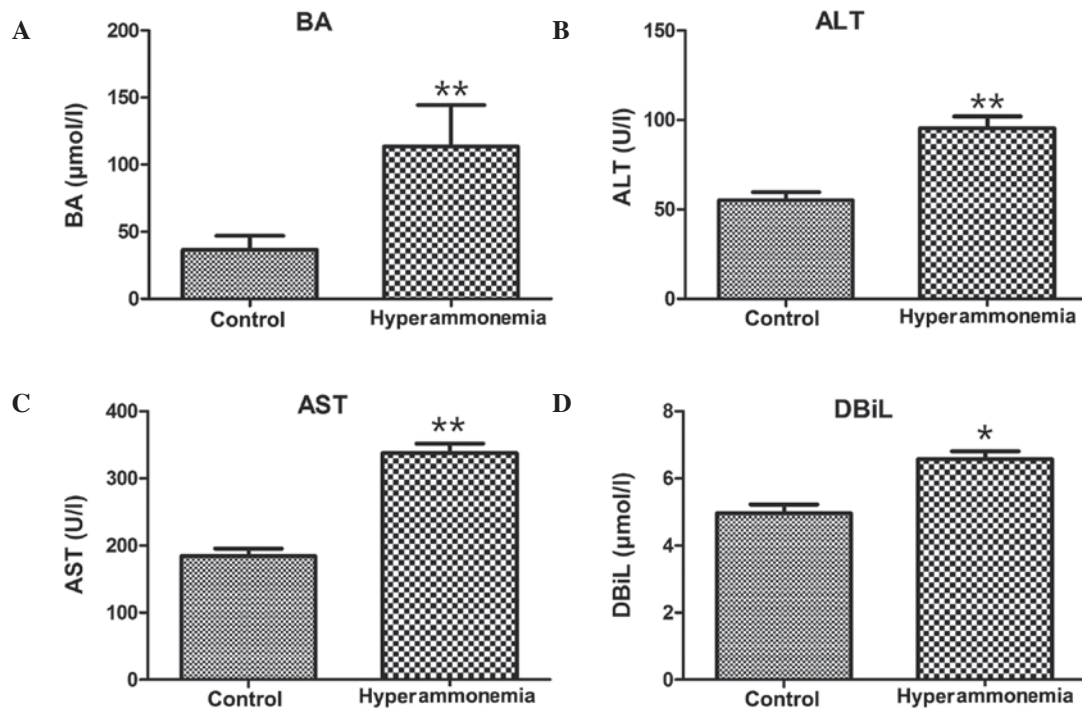 A
BA
BA (µmol/l)
200
150
100
50
0
**
Control
Hyperammonemia
B
ALT
ALT (U/l)
150
100
50
0
**
Control
Hyperammonemia
C
AST
AST (U/l)
400
300
200
100
0
**
Control
Hyperammonemia
D
DBiL
DBiL (µmol/l)
8
6
4
2
0
*
Control
Hyperammonemia